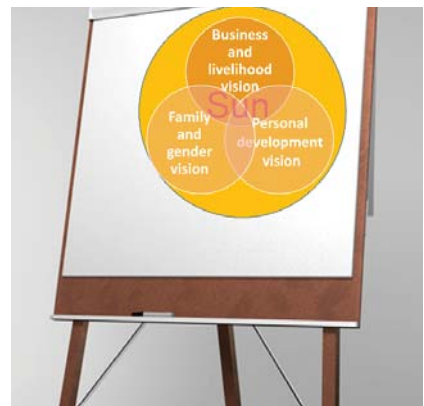 Business
and
livelihood
vision
Sun
Family
and
gender
vision
Personal
development
vision